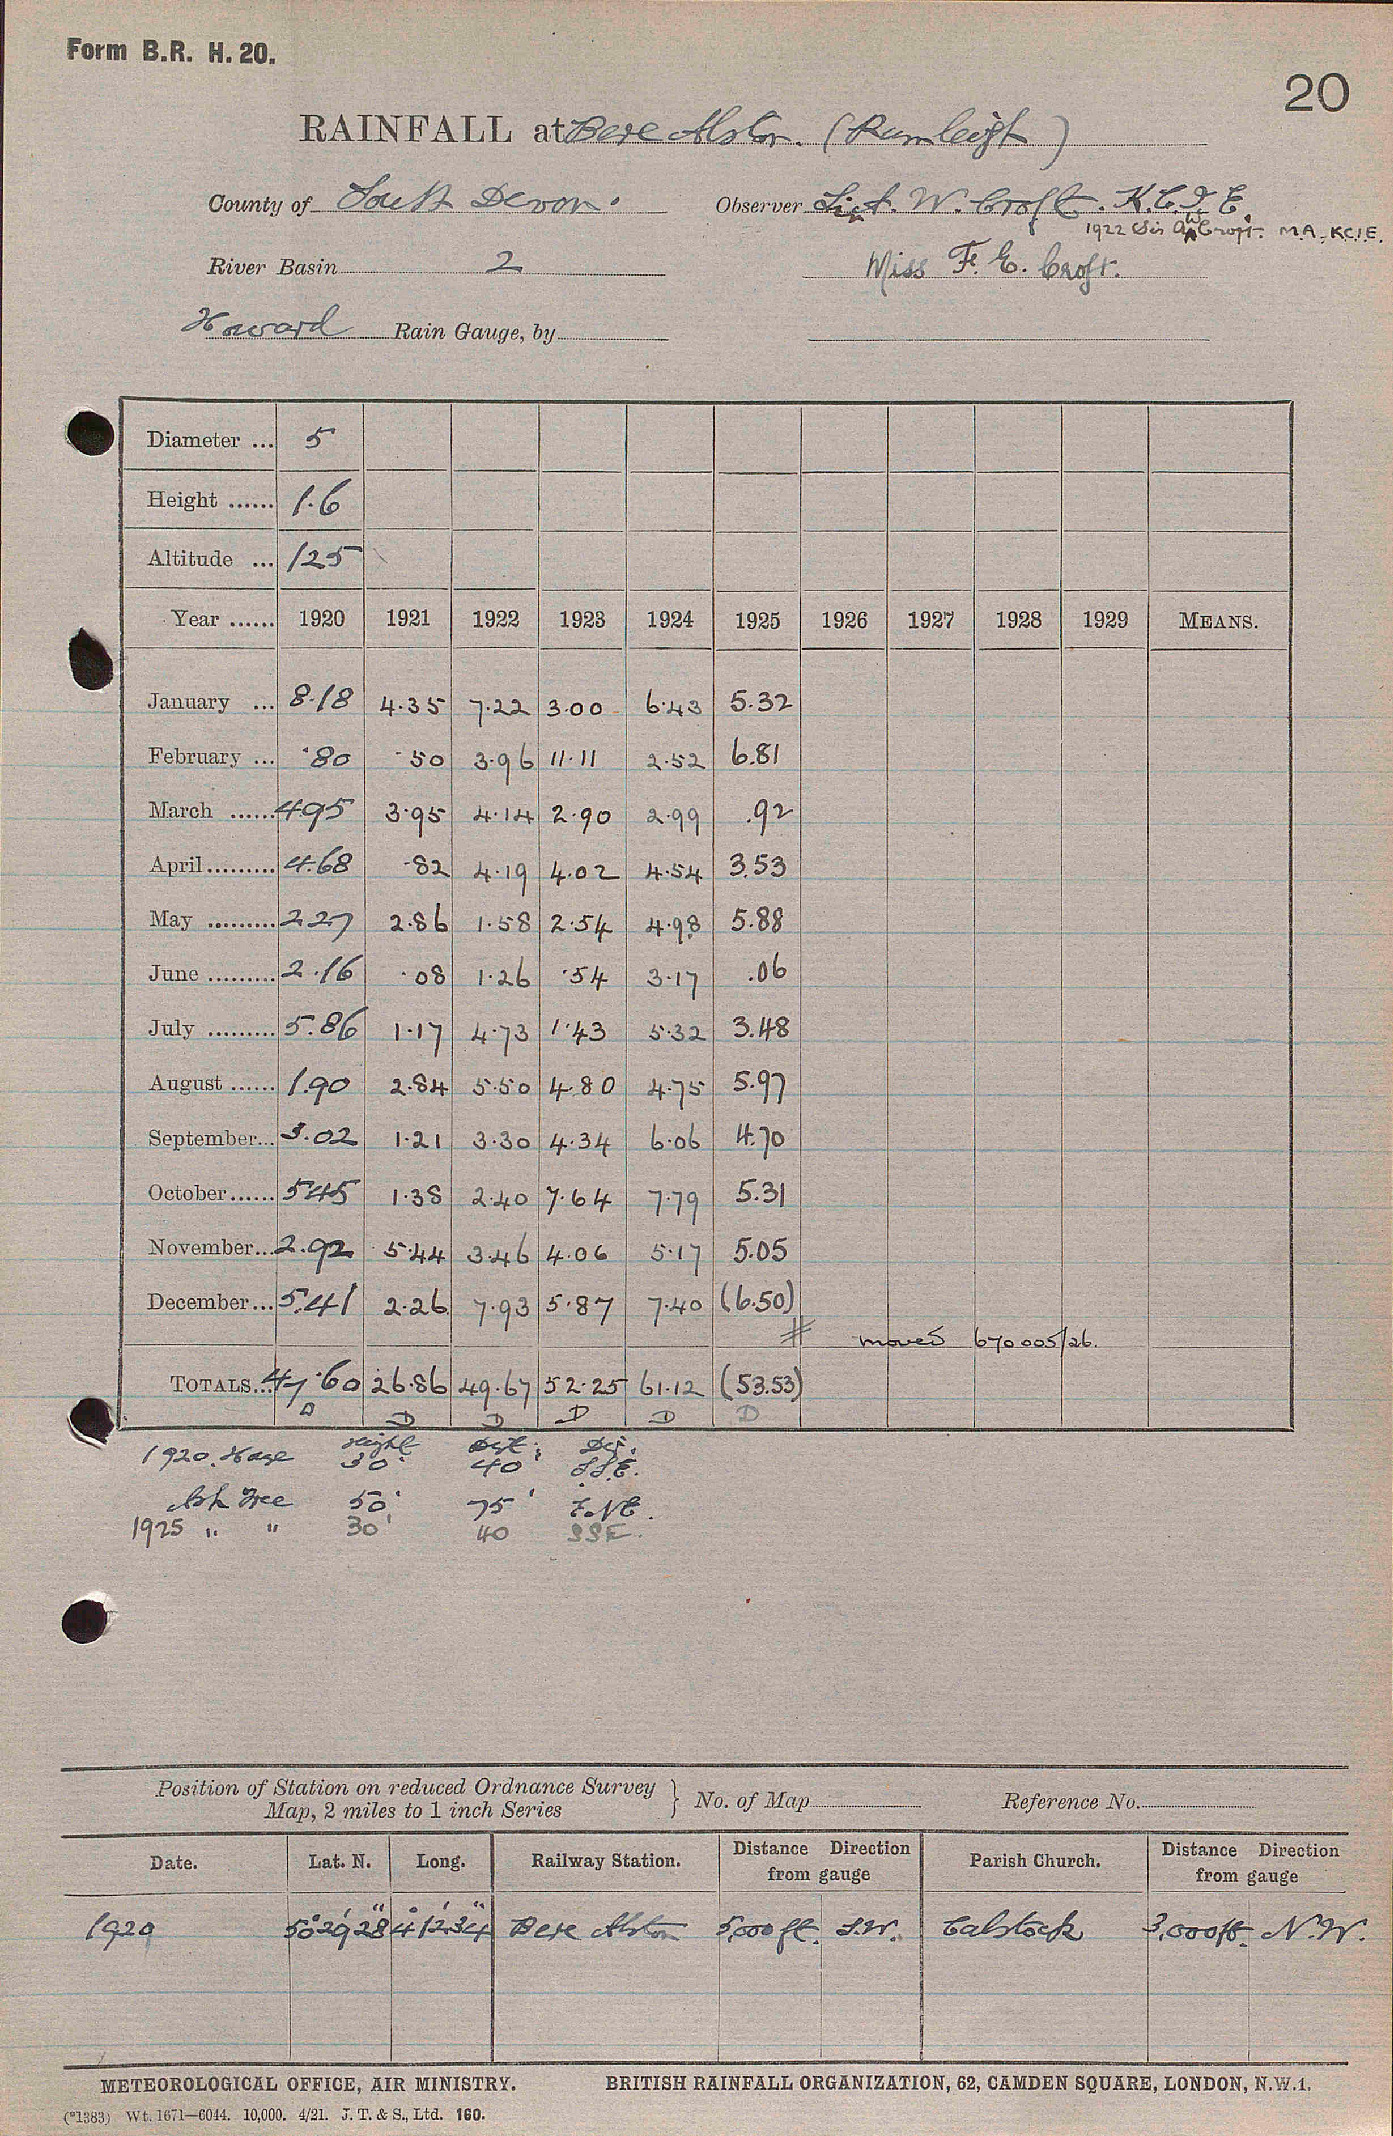 Form B.R. H. 20.
20
RAINFALL at Bere Alston. (Rumleigh)
County of South Devon. Observer Sir A. W. Croft. K.C.I.E.
1922 Sir A W Croft. M.A., K.C.I.E.
River Basin 2 Miss F. E. Croft.
Howard Rain Gauge, by
Diameter ... 5
Height ...... 1.6
Altitude ... 125
Year ...... 1920 1921 1922 1923 1924 1925 1926 1927 1928 1929 MEANS.
January ... 8.18 4.35 7.22 3.00 6.43 5.32
February ... .80 .50 3.96 11.11 2.52 6.81
March ...... 4.95 3.95 4.14 2.90 2.99 .92
April ......... 4.68 .82 4.19 4.02 4.54 3.53
May ......... 2.27 2.86 1.58 2.54 4.98 5.88
June ......... 2.16 .08 1.26 .54 3.17 .06
July ......... 5.86 1.17 4.73 1.43 5.32 3.48
August ...... 1.90 2.84 5.50 4.80 4.75 5.97
September... 3.02 1.21 3.30 4.34 6.06 4.70
October...... 5.45 1.38 2.40 7.64 7.79 5.31
November... 2.92 5.44 3.46 4.06 5.17 5.05
December... 5.41 2.26 7.93 5.87 7.40 (6.50)
# moved 670005/26.
TOTALS... 47.60 26.86 49.67 52.25 61.12 (53.53)
D D D D D D
Height Dist. Dir.
1920. 30' 40' SSE.
Ash Tree 50' 75' E.NE.
1925 " " 30' 40 SSE.
Position of Station on reduced Ordnance Survey
Map, 2 miles to 1 inch Series } No. of Map Reference No.
Date. Lat. N. Long. Railway Station. Distance Direction from gauge Parish Church. Distance Direction from gauge
1920 50° 29' 28" 4° 12' 34" Bere Alston 5,000 ft. S.W. Calstock 3,000 ft. N.W.
METEOROLOGICAL OFFICE, AIR MINISTRY. BRITISH RAINFALL ORGANIZATION, 62, CAMDEN SQUARE, LONDON, N.W.1.
(*1383) Wt. 1671—6044. 10,000. 4/21. J. T. & S., Ltd. 160.